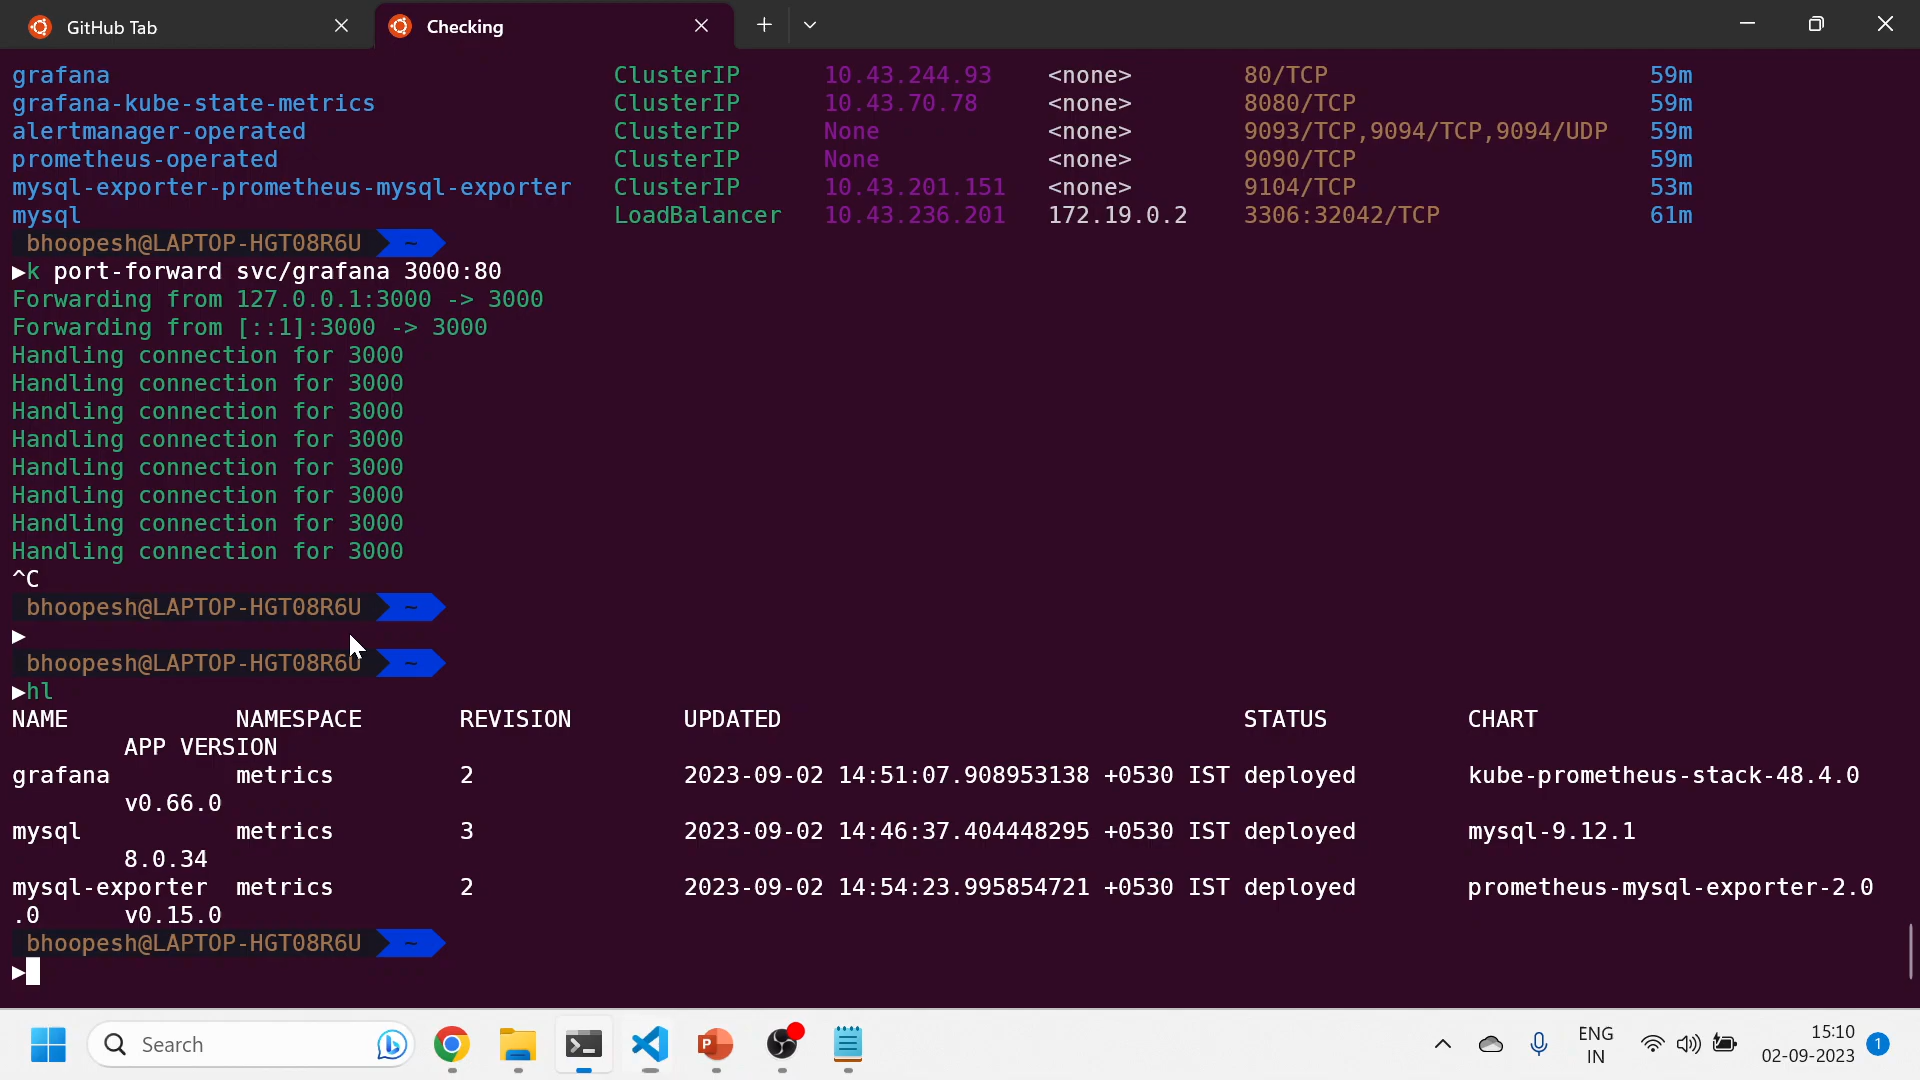 GitHub Tab
Checking
grafana ClusterIP 10.43.244.93 <none> 80/TCP 59m
grafana-kube-state-metrics ClusterIP 10.43.70.78 <none> 8080/TCP 59m
alertmanager-operated ClusterIP None <none> 9093/TCP,9094/TCP,9094/UDP 59m
prometheus-operated ClusterIP None <none> 9090/TCP 59m
mysql-exporter-prometheus-mysql-exporter ClusterIP 10.43.201.151 <none> 9104/TCP 53m
mysql LoadBalancer 10.43.236.201 172.19.0.2 3306:32042/TCP 61m
bhoopesh@LAPTOP-HGT08R6U ~
▶k port-forward svc/grafana 3000:80
Forwarding from 127.0.0.1:3000 -> 3000
Forwarding from [::1]:3000 -> 3000
Handling connection for 3000
Handling connection for 3000
Handling connection for 3000
Handling connection for 3000
Handling connection for 3000
Handling connection for 3000
Handling connection for 3000
Handling connection for 3000
^C
bhoopesh@LAPTOP-HGT08R6U ~
▶
bhoopesh@LAPTOP-HGT08R6U ~
▶hl
NAME NAMESPACE REVISION UPDATED STATUS CHART
APP VERSION
grafana metrics 2 2023-09-02 14:51:07.908953138 +0530 IST deployed kube-prometheus-stack-48.4.0
v0.66.0
mysql metrics 3 2023-09-02 14:46:37.404448295 +0530 IST deployed mysql-9.12.1
8.0.34
mysql-exporter metrics 2 2023-09-02 14:54:23.995854721 +0530 IST deployed prometheus-mysql-exporter-2.0
.0 v0.15.0
bhoopesh@LAPTOP-HGT08R6U ~
▶
Search
P
ENG
IN
15:10
02-09-2023
1